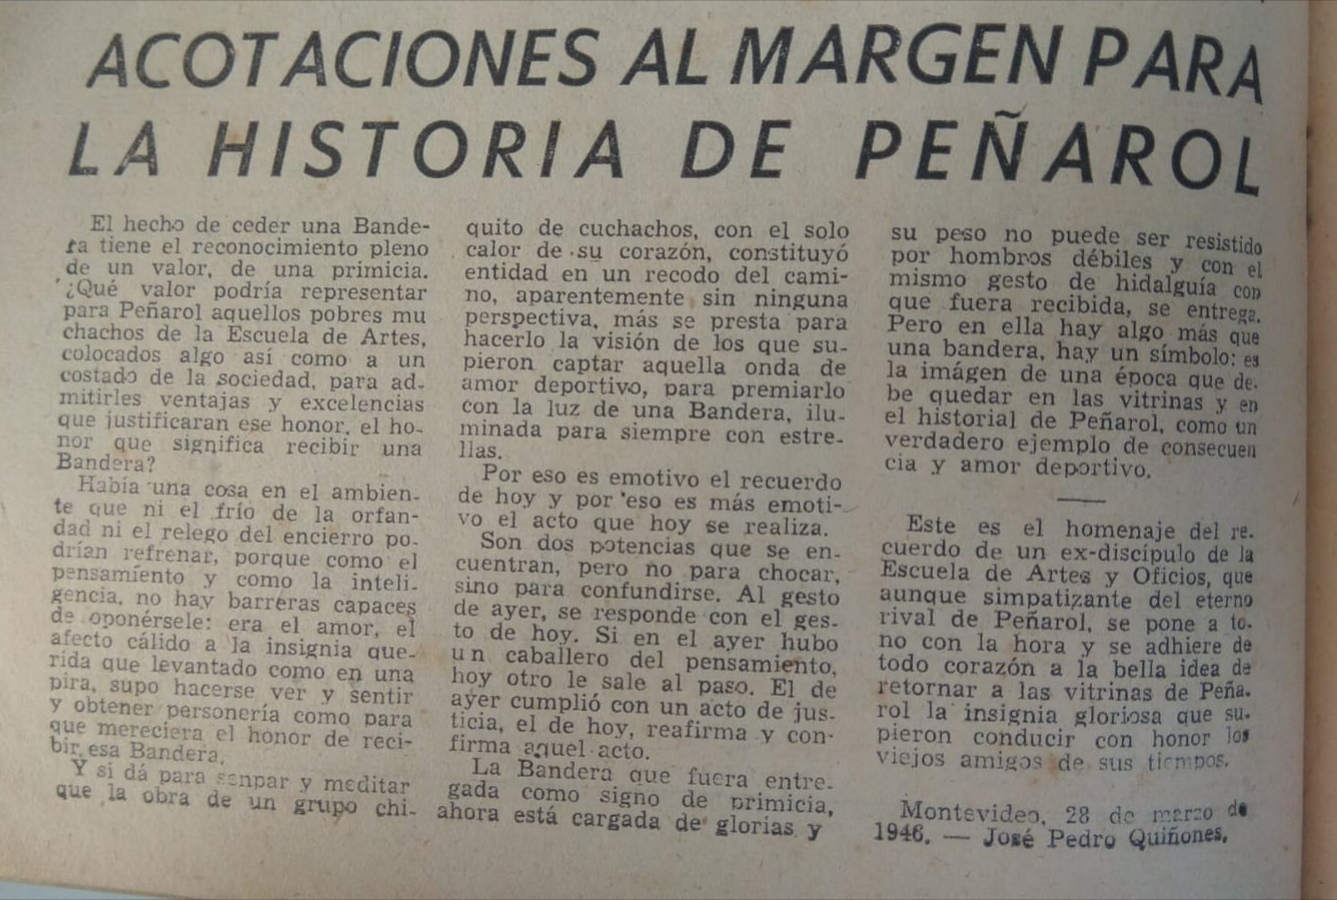 ACOTACIONES AL MARGEN PARA
LA HISTORIA DE PEÑAROL
El hecho de ceder una Bande-
ra tiene el reconocimiento pleno
de un valor, de una primicia.
¿Qué valor podría representar
para Peñarol aquellos pobres mu
chachos de la Escuela de Artes,
colocados algo así como a un
costado de la sociedad, para ad-
mitirles ventajas y excelencias
que justificaran ese honor, el ho-
nor que significa recibir una
Bandera?
Había una cosa en el ambien-
te que ni el frío de la orfan-
dad ni el relego del encierro po-
drían refrenar, porque como el
pensamiento y como la inteli-
gencia, no hay barreras capaces
de oponérsele: era el amor, el
afecto cálido a la insignia que-
rida que levantado como en una
pira, supo hacerse ver y sentir
y obtener personería como para
que mereciera el honor de reci-
bir esa Bandera.
Y si dá para senpar y meditar
que la obra de un grupo chi-
quito de cuchachos, con el solo
calor de su corazón, constituyó
entidad en un recodo del cami-
no, aparentemente sin ninguna
perspectiva, más se presta para
hacerlo la visión de los que su-
pieron captar aquella onda de
amor deportivo, para premiarlo
con la luz de una Bandera, ilu-
minada para siempre con estre-
llas.
Por eso es emotivo el recuerdo
de hoy y por eso es más emoti-
vo el acto que hoy se realiza.
Son dos potencias que se en-
cuentran, pero no para chocar,
sino para confundirse. Al gesto
de ayer, se responde con el ges-
to de hoy. Si en el ayer hubo
un caballero del pensamiento,
hoy otro le sale al paso. El de
ayer cumplió con un acto de jus-
ticia, el de hoy, reafirma y con-
firma aquel acto.
La Bandera que fuera entre-
gada como signo de primicia,
ahora está cargada de glorias y
su peso no puede ser resistido
por hombros débiles y con el
mismo gesto de hidalguía con
que fuera recibida, se entrega.
Pero en ella hay algo más que
una bandera, hay un símbolo; es
la imágen de una época que de-
be quedar en las vitrinas y en
el historial de Peñarol, como un
verdadero ejemplo de consecuen
cia y amor deportivo.
Este es el homenaje del re-
cuerdo de un ex-discípulo de la
Escuela de Artes y Oficios, que
aunque simpatizante del eterno
rival de Peñarol, se pone a to-
no con la hora y se adhiere de
todo corazón a la bella idea de
retornar a las vitrinas de Peña-
rol la insignia gloriosa que su-
pieron conducir con honor los
viejos amigos de sus tiempos.
Montevideo, 28 de marzo de
1946. — José Pedro Quiñones.